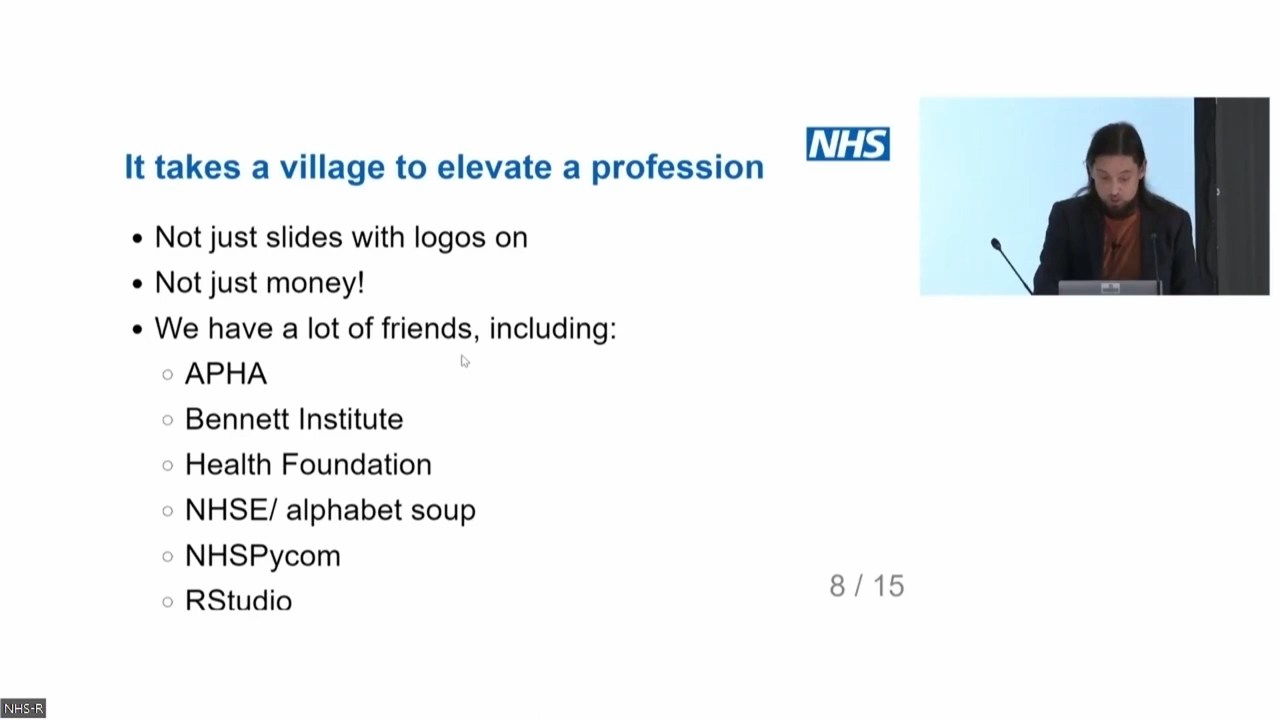 It takes a village to elevate a profession
NHS
• Not just slides with logos on
• Not just money!
• We have a lot of friends, including:
○ APHA
○ Bennett Institute
○ Health Foundation
○ NHSE/ alphabet soup
○ NHSPycom
○ RStudio
8 / 15
NHS-R